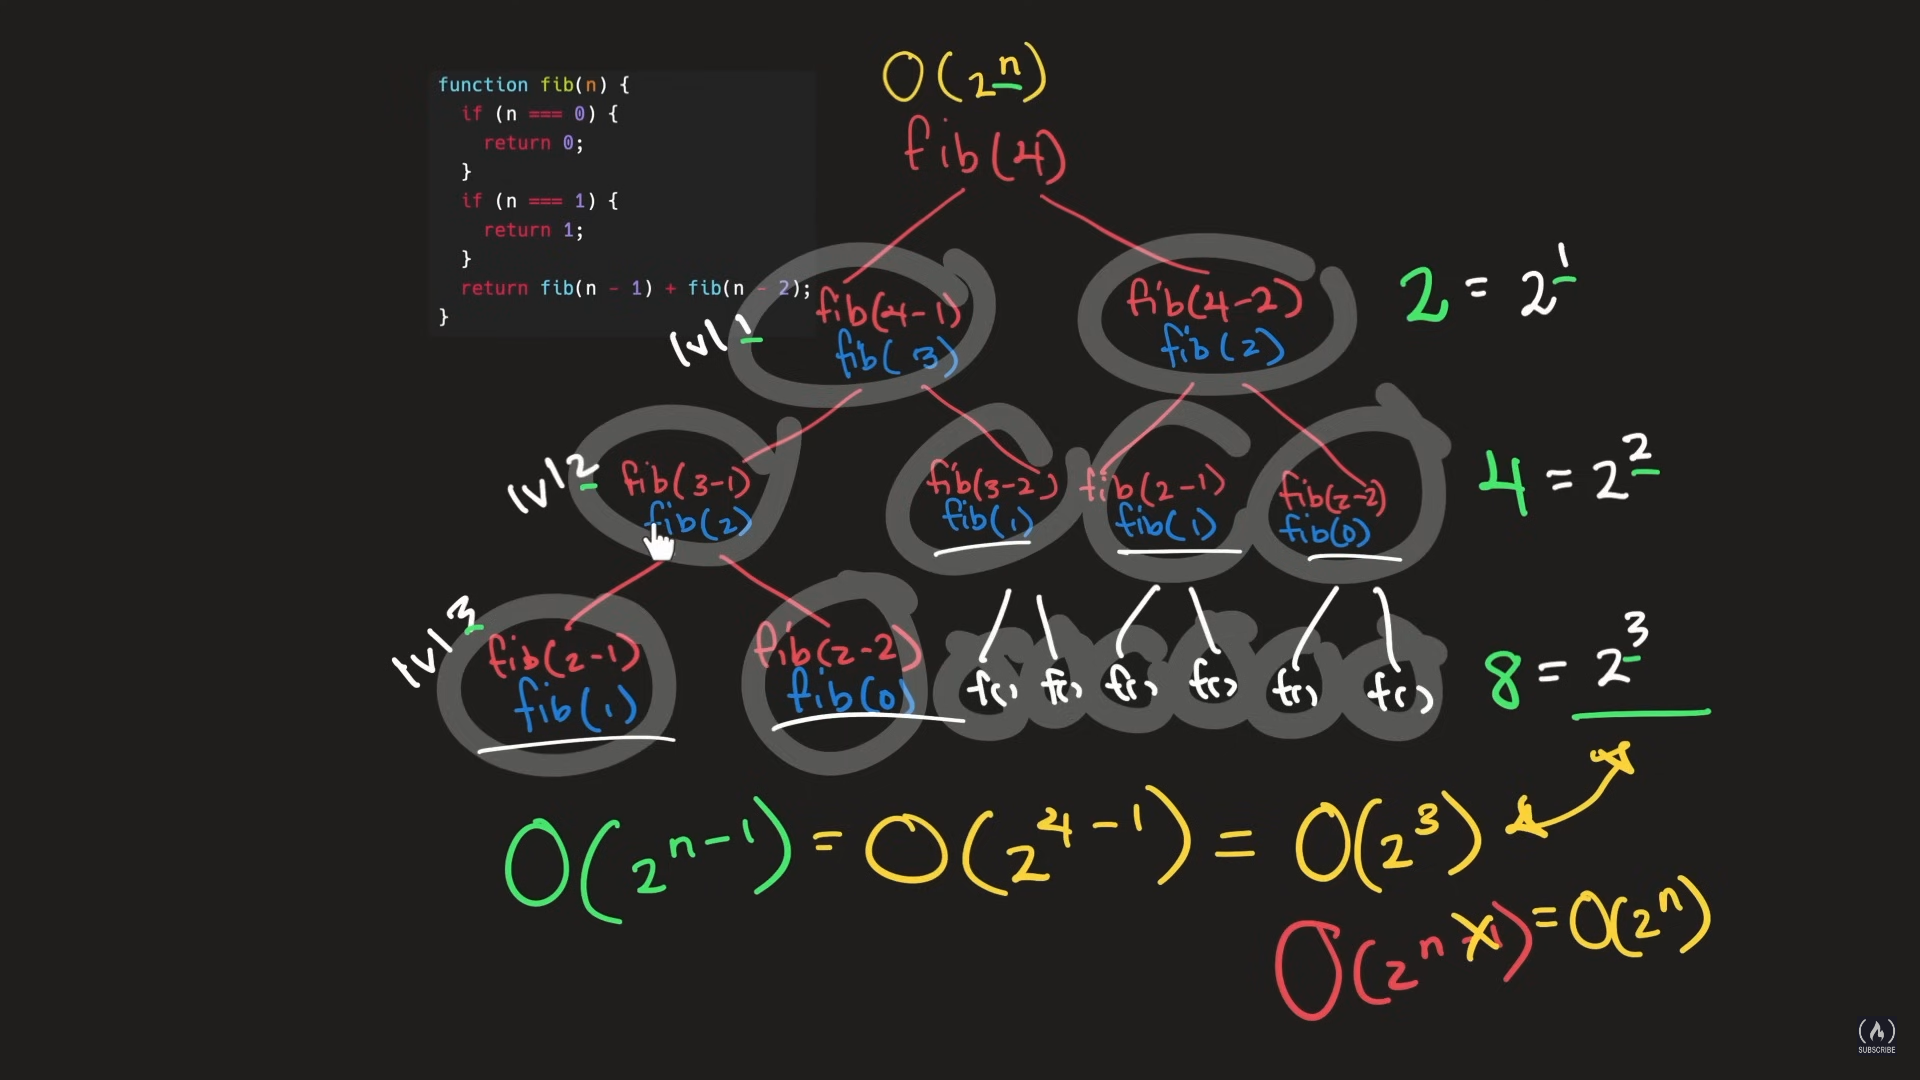 function fib(n) {
if (n === 0) {
return 0;
}
if (n === 1) {
return 1;
}
return fib(n - 1) + fib(n - 2);
}
O(2^n)
fib(4)
lvl 1
fib(4-1)
fib(3)
fib(4-2)
fib(2)
2 = 2^1
lvl 2
fib(3-1)
fib(2)
fib(3-2)
fib(1)
fib(2-1)
fib(1)
fib(2-2)
fib(0)
4 = 2^2
lvl 3
fib(2-1)
fib(1)
fib(2-2)
fib(0)
f() f() f() f() f() f()
8 = 2^3
O(2^n-1) = O(2^4-1) = O(2^3)
O(2^n-1) = O(2^n)
SUBSCRIBE